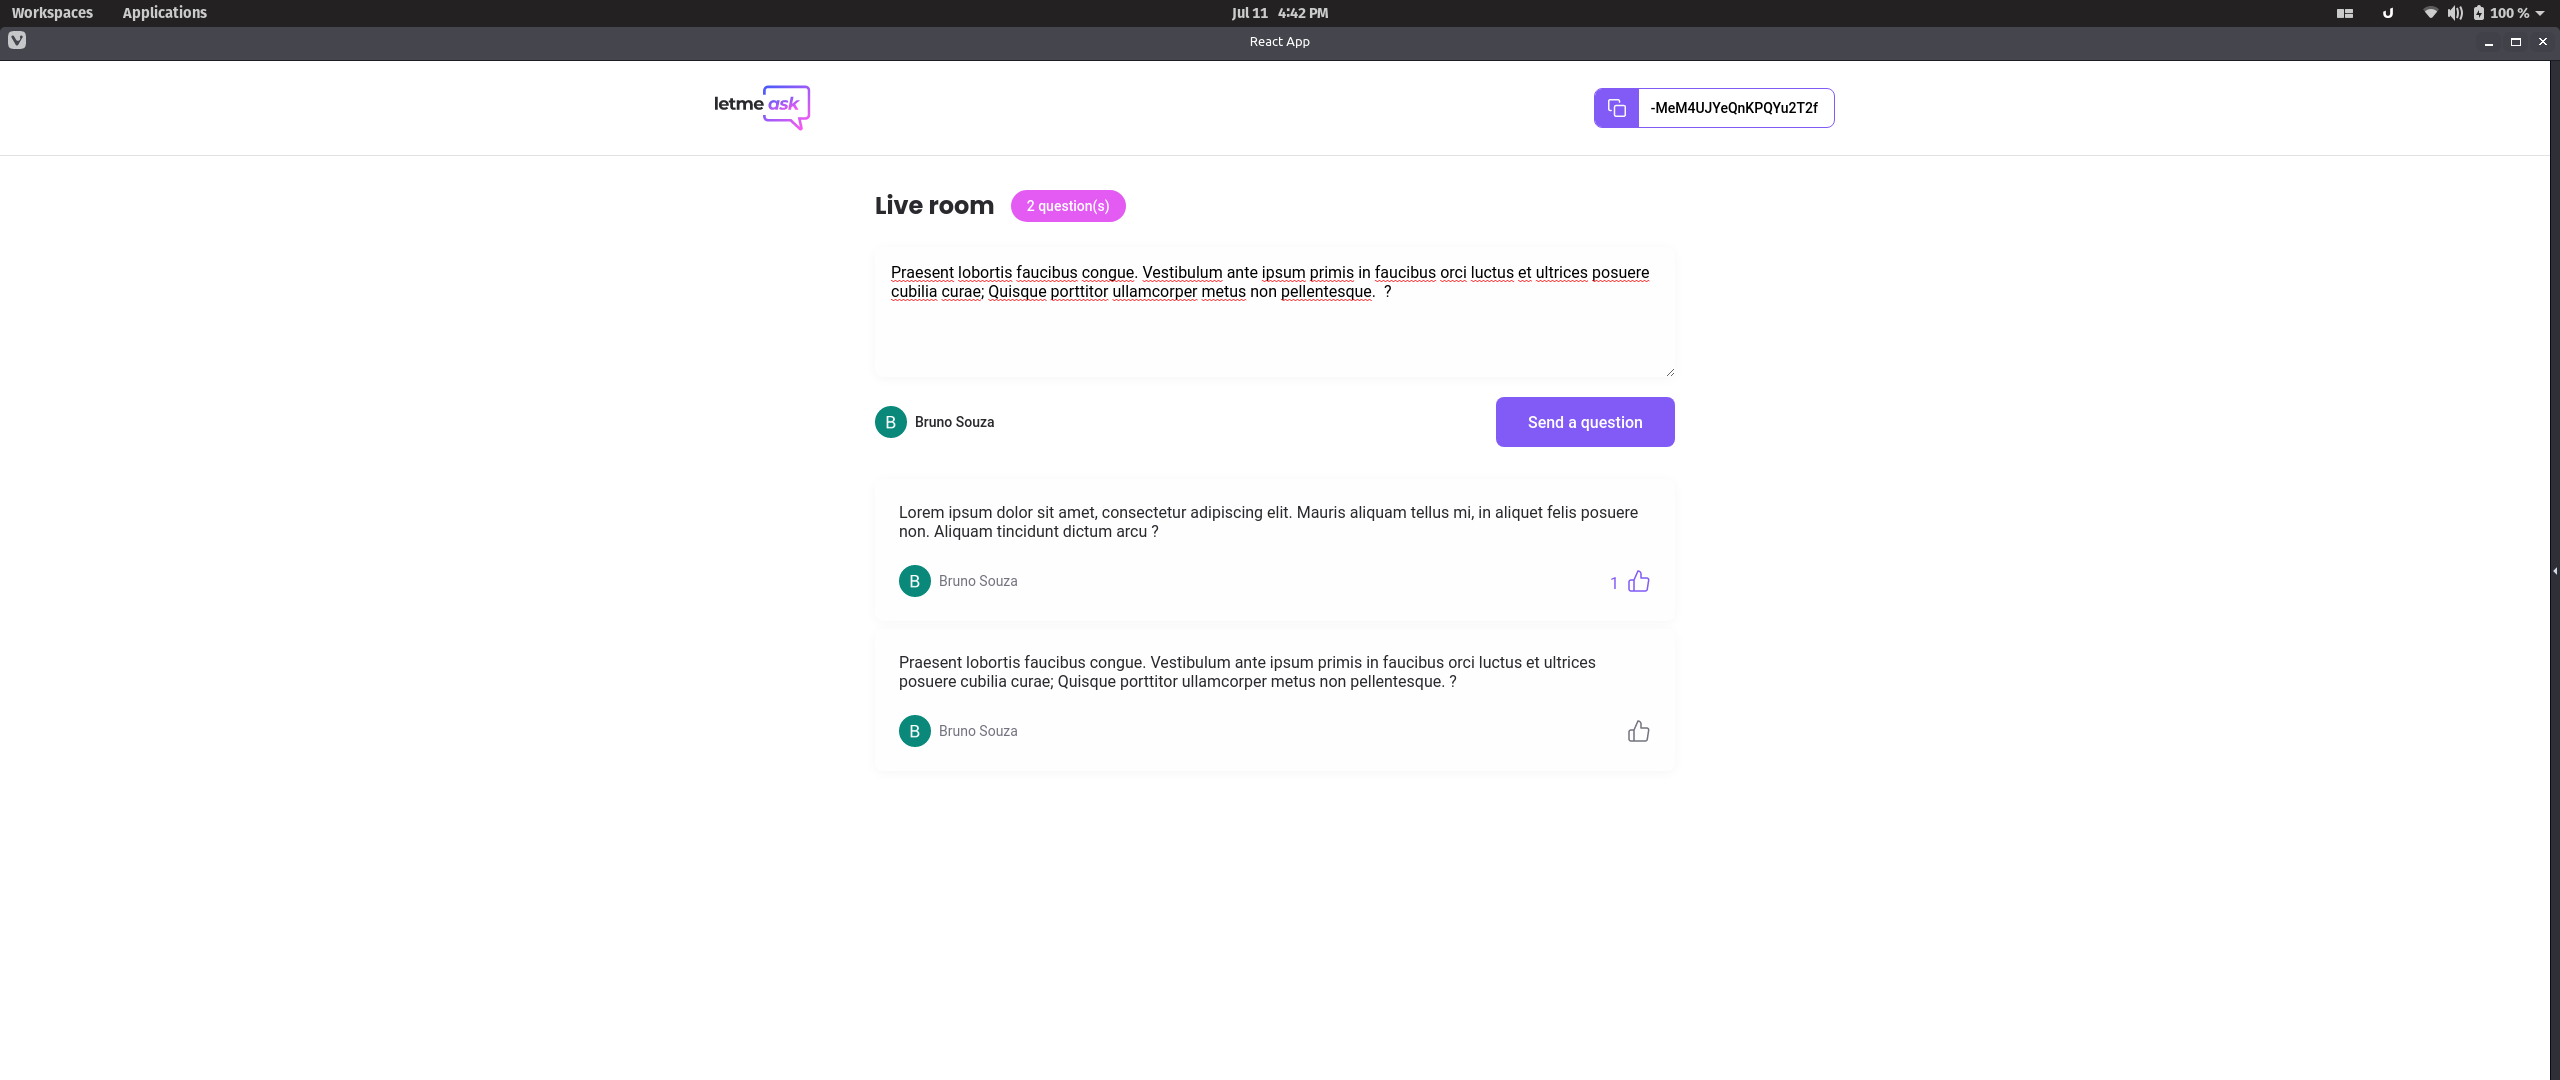 Workspaces Applications Jul 11 4:42 PM 100 %
React App
letme ask -MeM4UJYeQnKPQYu2T2f
Live room 2 question(s)
Praesent lobortis faucibus congue. Vestibulum ante ipsum primis in faucibus orci luctus et ultrices posuere
cubilia curae; Quisque porttitor ullamcorper metus non pellentesque.  ?
B Bruno Souza Send a question
Lorem ipsum dolor sit amet, consectetur adipiscing elit. Mauris aliquam tellus mi, in aliquet felis posuere
non. Aliquam tincidunt dictum arcu ?
B Bruno Souza 1
Praesent lobortis faucibus congue. Vestibulum ante ipsum primis in faucibus orci luctus et ultrices
posuere cubilia curae; Quisque porttitor ullamcorper metus non pellentesque. ?
B Bruno Souza